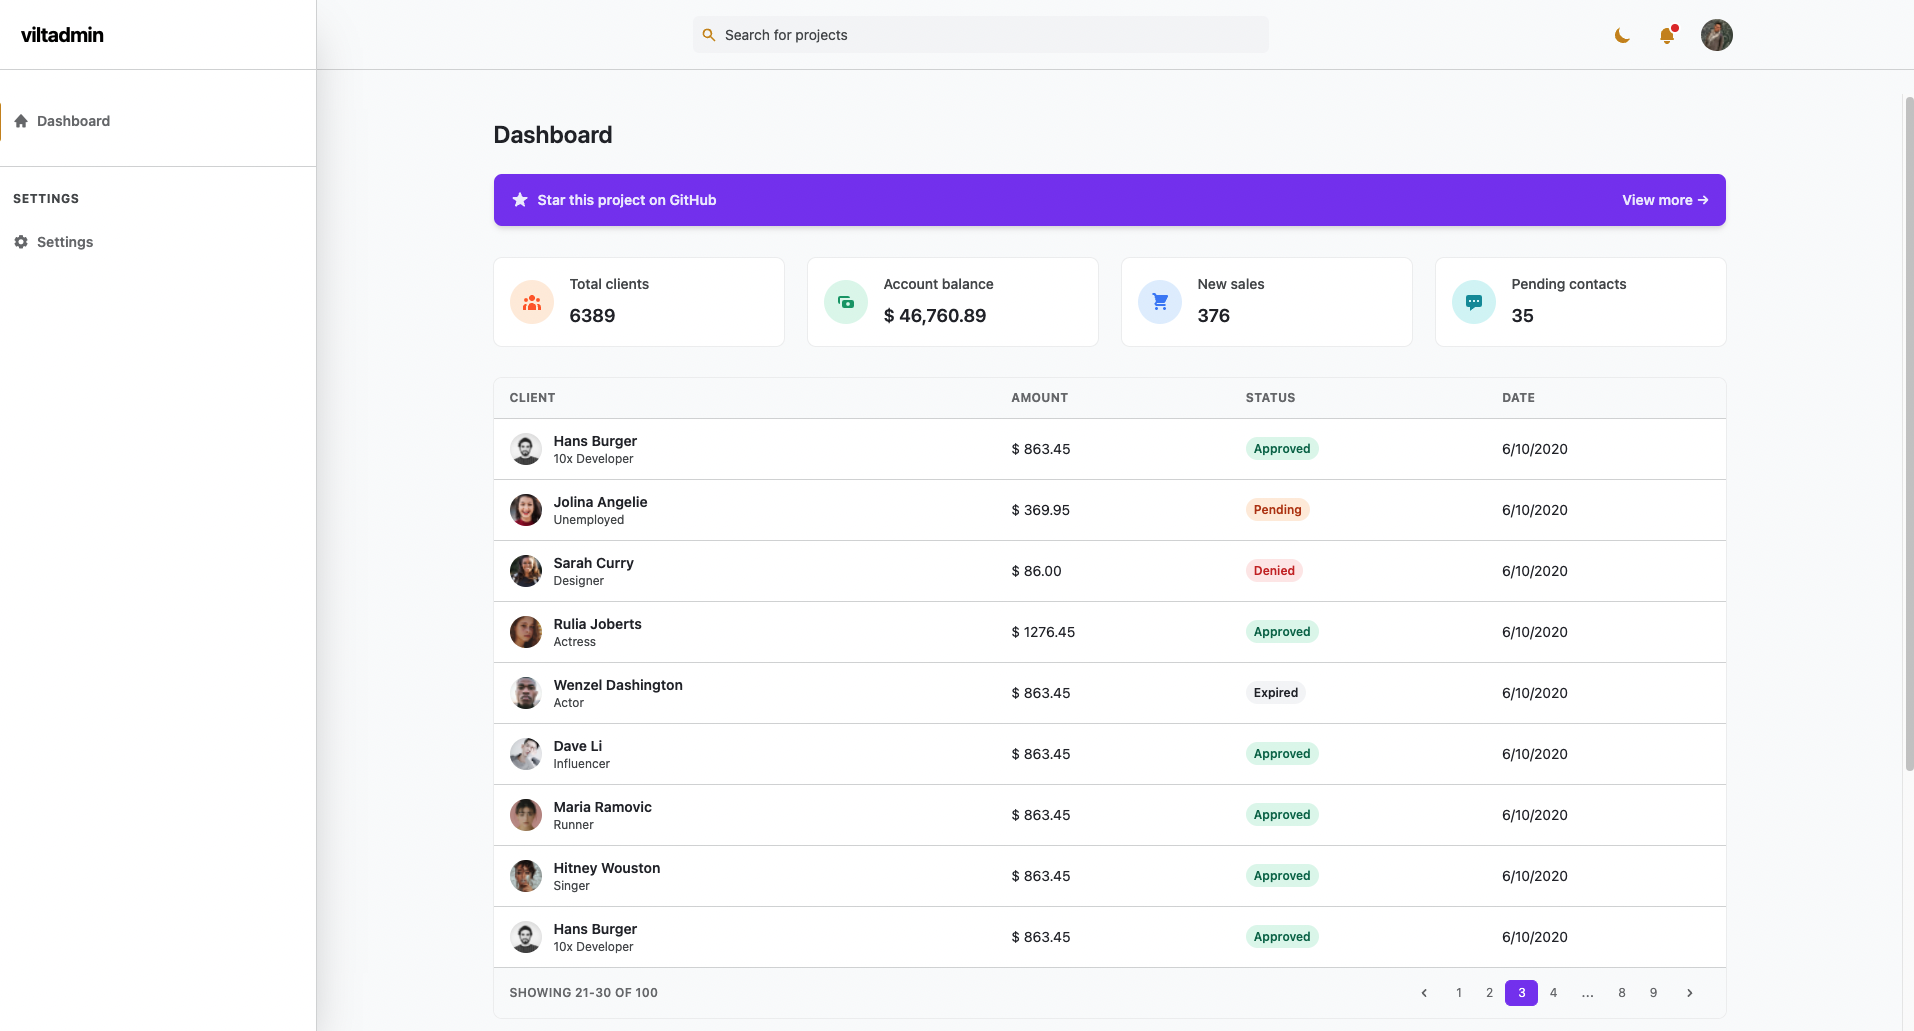 viltadmin
Search for projects
Dashboard
SETTINGS
Settings
Dashboard
Star this project on GitHub
View more →
Total clients
6389
Account balance
$ 46,760.89
New sales
376
Pending contacts
35
CLIENT AMOUNT STATUS DATE
Hans Burger
10x Developer
$ 863.45 Approved 6/10/2020
Jolina Angelie
Unemployed
$ 369.95 Pending 6/10/2020
Sarah Curry
Designer
$ 86.00 Denied 6/10/2020
Rulia Joberts
Actress
$ 1276.45 Approved 6/10/2020
Wenzel Dashington
Actor
$ 863.45 Expired 6/10/2020
Dave Li
Influencer
$ 863.45 Approved 6/10/2020
Maria Ramovic
Runner
$ 863.45 Approved 6/10/2020
Hitney Wouston
Singer
$ 863.45 Approved 6/10/2020
Hans Burger
10x Developer
$ 863.45 Approved 6/10/2020
SHOWING 21-30 OF 100
1 2 3 4 ... 8 9